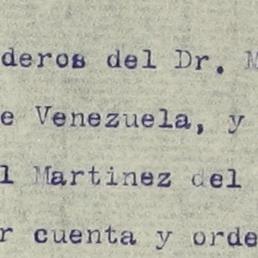 deros del Dr. M
e Venezuela, y
l Martinez del
r cuenta y orde